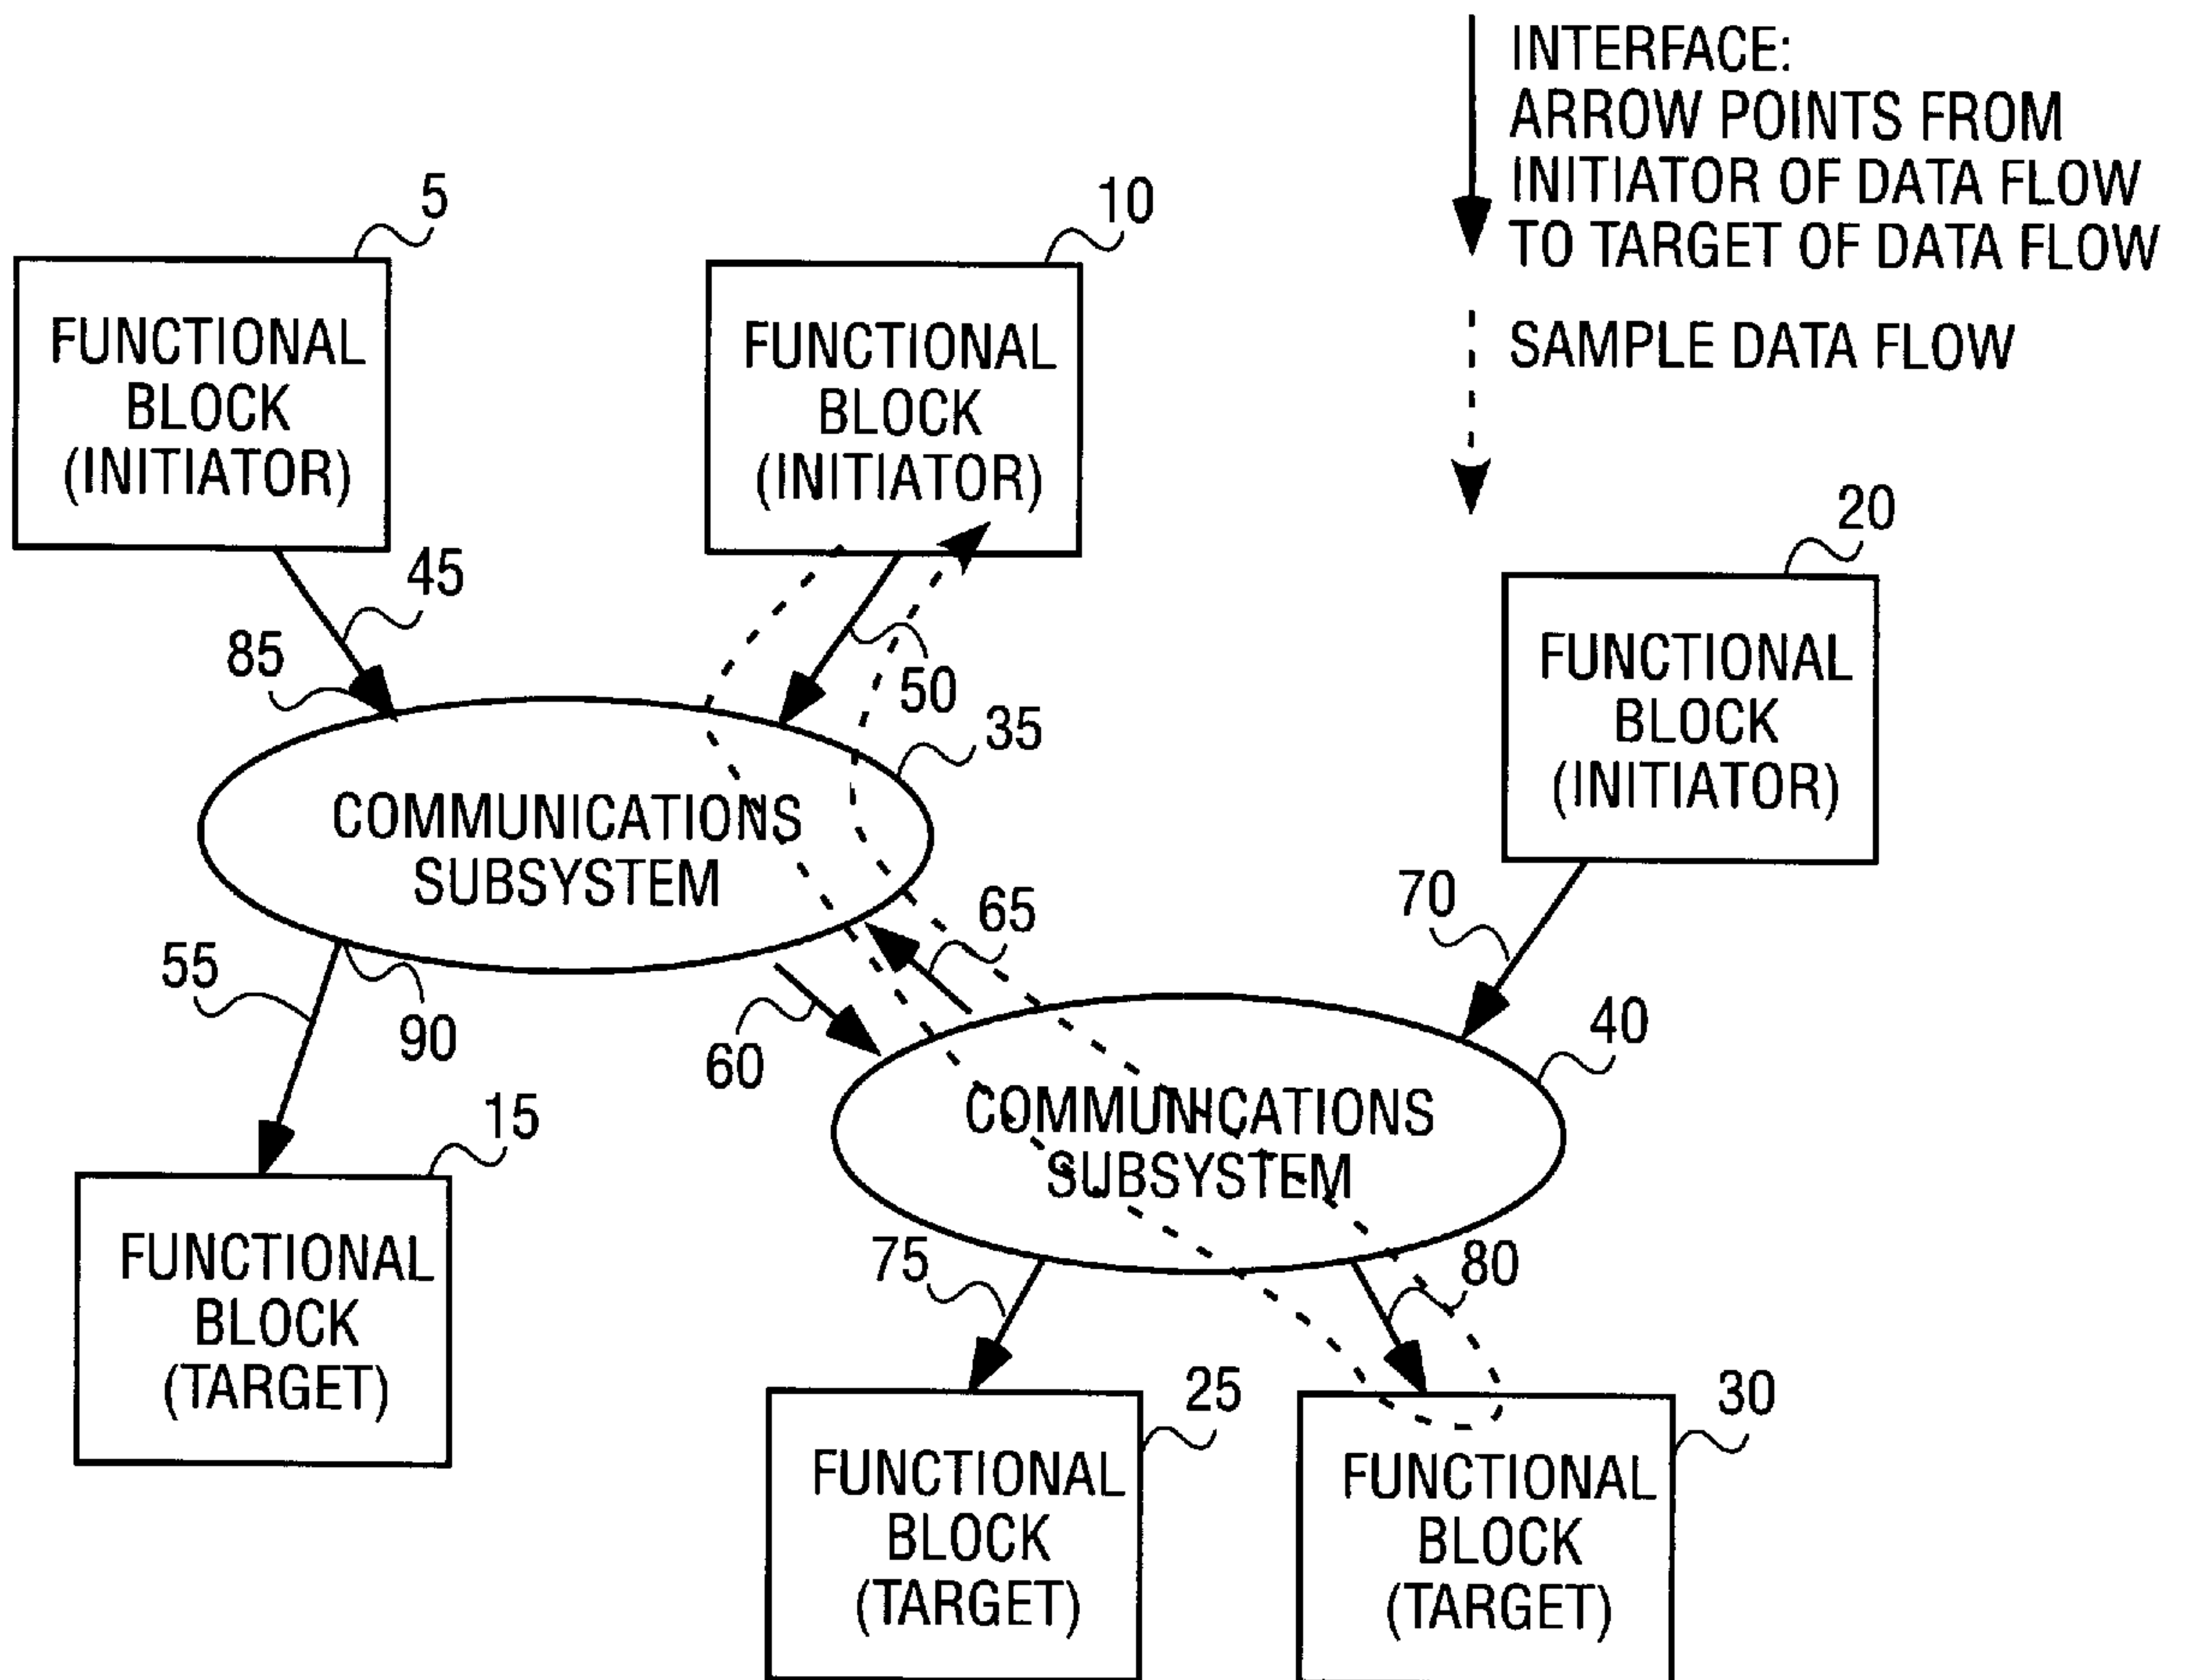 INTERFACE:
ARROW POINTS FROM
INITIATOR OF DATA FLOW
TO TARGET OF DATA FLOW
SAMPLE DATA FLOW
5
FUNCTIONAL
BLOCK
(INITIATOR)
10
FUNCTIONAL
BLOCK
(INITIATOR)
20
FUNCTIONAL
BLOCK
(INITIATOR)
45
85
50
35
COMMUNICATIONS
SUBSYSTEM
65
70
55
90
60
40
COMMUNICATIONS
SUBSYSTEM
15
FUNCTIONAL
BLOCK
(TARGET)
75
80
25
FUNCTIONAL
BLOCK
(TARGET)
30
FUNCTIONAL
BLOCK
(TARGET)